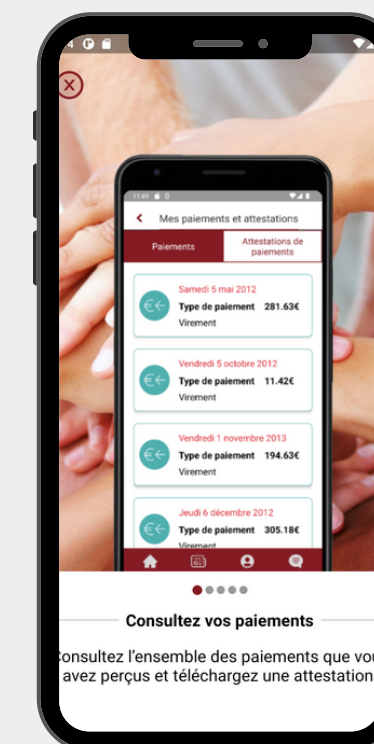 11:49
Mes paiements et attestations
Paiements
Attestations de
paiements
Samedi 5 mai 2012
Type de paiement 281.63€
Virement
Vendredi 5 octobre 2012
Type de paiement 11.42€
Virement
Vendredi 1 novembre 2013
Type de paiement 194.63€
Virement
Jeudi 6 décembre 2012
Type de paiement 305.18€
Virement
Consultez vos paiements
Consultez l'ensemble des paiements que vou
avez perçus et téléchargez une attestation